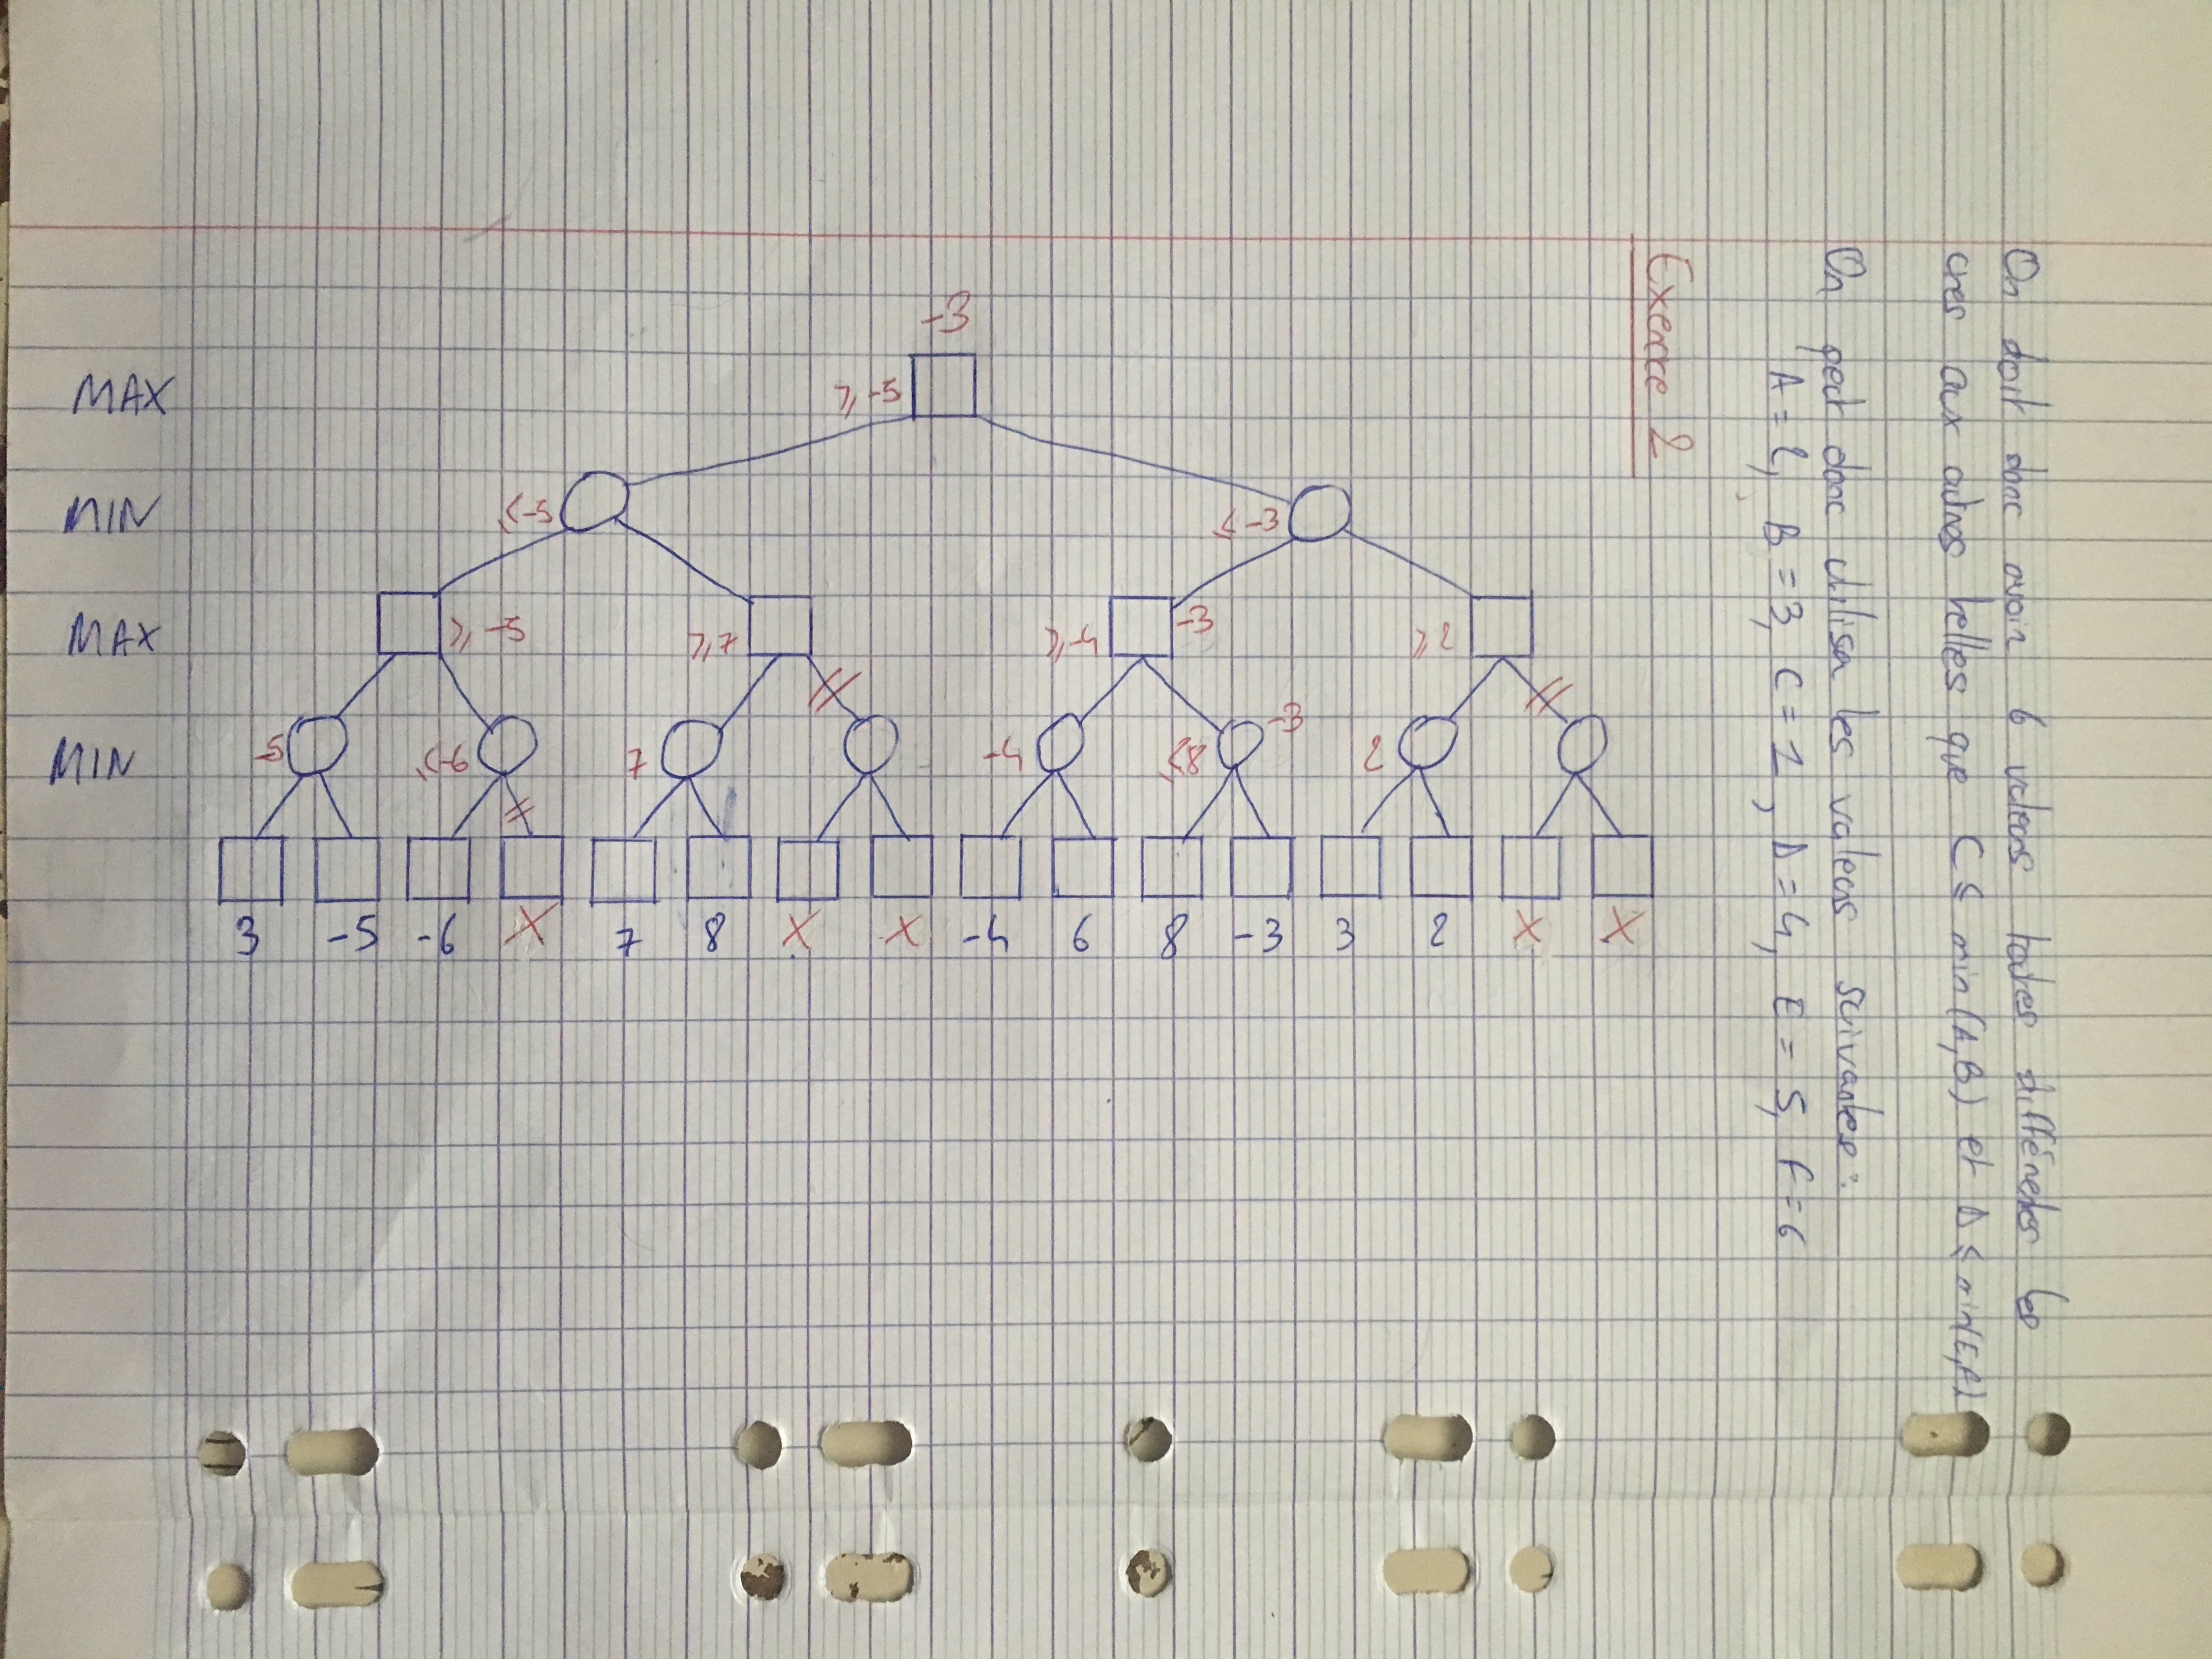 On doit donc avoir 6 valeurs toutes différentes les
unes aux autres telles que C ≤ min(A,B) et D ≤ min(E,F)
On peut donc utiliser les valeurs suivantes :
A = 2, B = 3, C = 1, D = 4, E = 5, F = 6
Exercice 2
-3
MAX ≥ -5
MIN ≤ -5 ≤ -3
MAX ≥ -5 ≥ 7 ≥ -4 -3 ≥ 2
MIN -5 ≤ -6 7 -4 ≤ 8 -3 2
3 -5 -6 X 7 8 X X -4 6 8 -3 3 2 X X